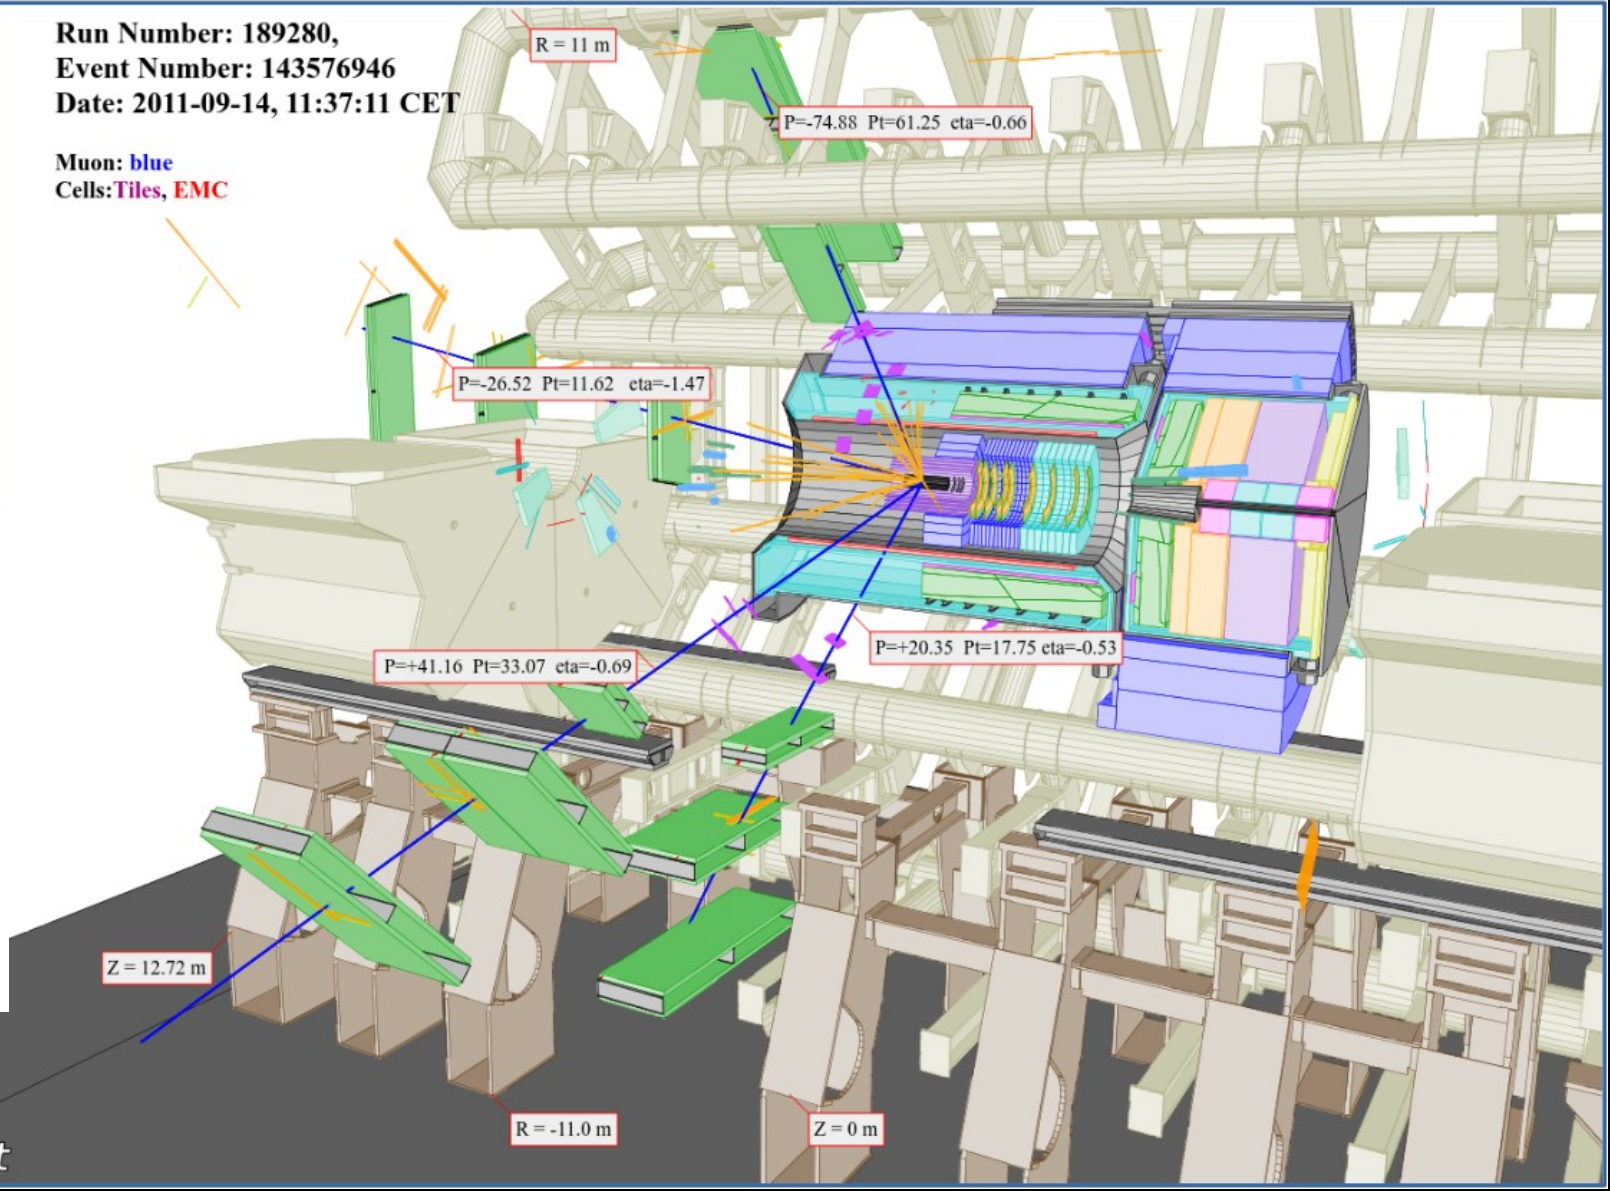 Run Number: 189280,
Event Number: 143576946
Date: 2011-09-14, 11:37:11 CET
Muon: blue
Cells:Tiles, EMC
R = 11 m
P=-74.88 Pt=61.25 eta=-0.66
P=-26.52 Pt=11.62 eta=-1.47
P=+20.35 Pt=17.75 eta=-0.53
P=+41.16 Pt=33.07 eta=-0.69
Z = 12.72 m
R = -11.0 m
Z = 0 m
t